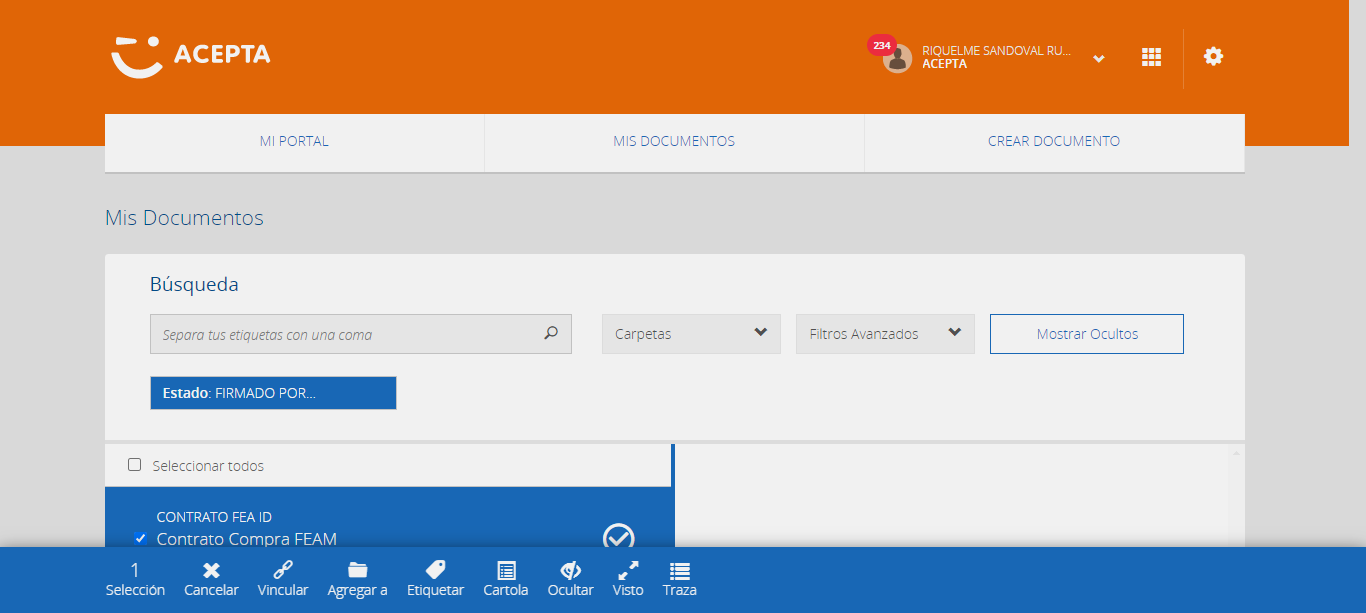 ACEPTA
234
RIQUELME SANDOVAL RU...
ACEPTA
MI PORTAL
MIS DOCUMENTOS
CREAR DOCUMENTO
Mis Documentos
Búsqueda
Separa tus etiquetas con una coma
Carpetas
Filtros Avanzados
Mostrar Ocultos
Estado: FIRMADO POR...
Seleccionar todos
CONTRATO FEA ID
Contrato Compra FEAM
1
Selección
Cancelar
Vincular
Agregar a
Etiquetar
Cartola
Ocultar
Visto
Traza